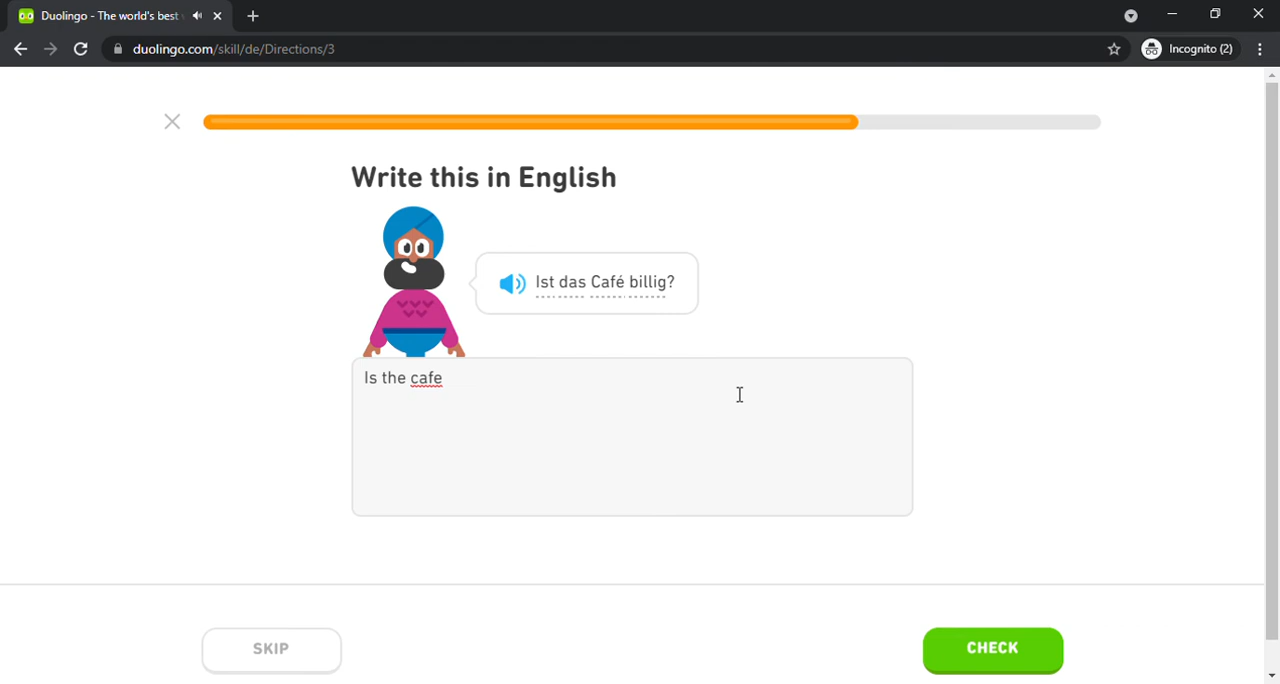 Duolingo - The world's best
duolingo.com/skill/de/Directions/3
Incognito (2)
Write this in English
Ist das Café billig?
Is the cafe
SKIP
CHECK